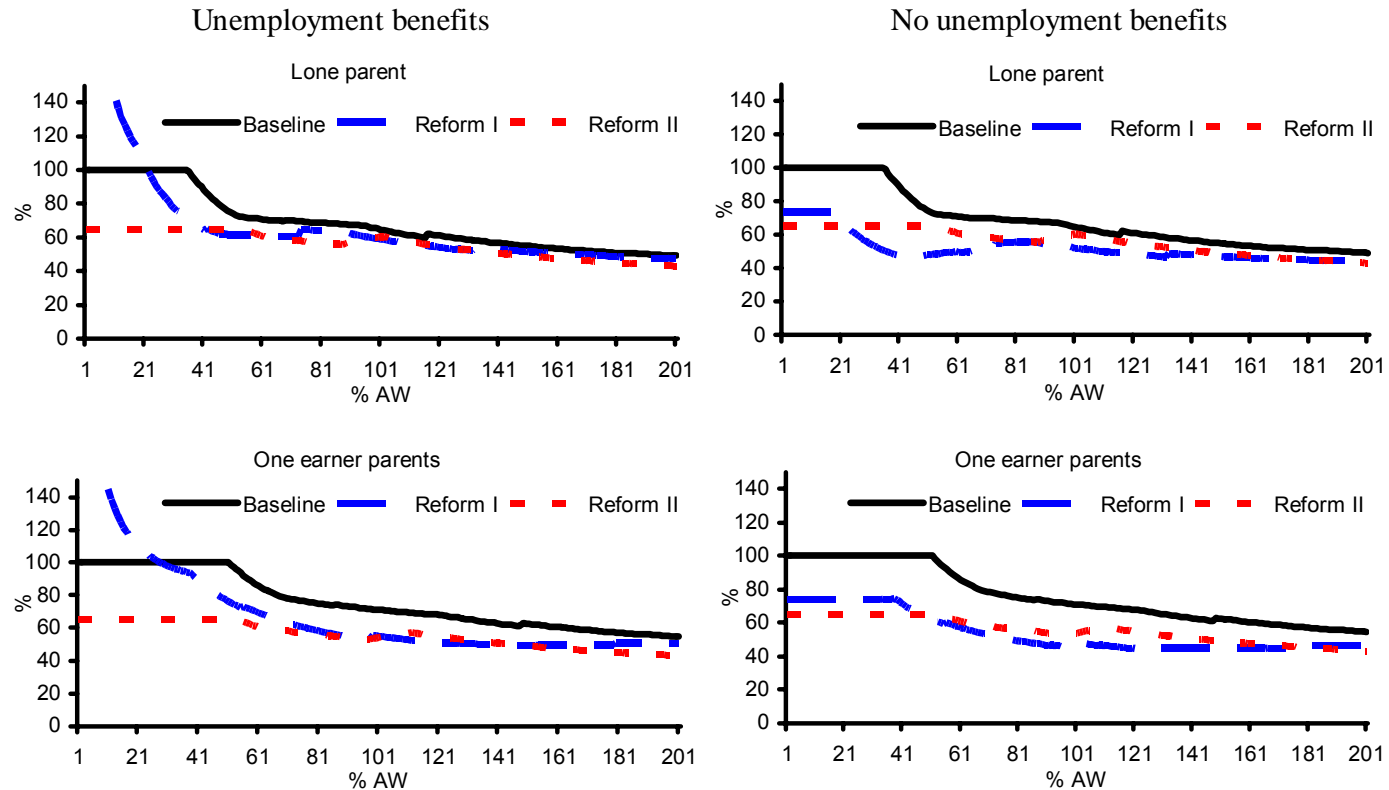 Unemployment benefits
No unemployment benefits
Lone parent
140
120
100
80
60
40
20
0
%
Baseline Reform I Reform II
1 21 41 61 81 101 121 141 161 181 201
% AW
Lone parent
140
120
100
80
60
40
20
0
%
Baseline Reform I Reform II
1 21 41 61 81 101 121 141 161 181 201
% AW
One earner parents
140
120
100
80
60
40
20
0
%
Baseline Reform I Reform II
1 21 41 61 81 101 121 141 161 181 201
% AW
One earner parents
140
120
100
80
60
40
20
0
%
Baseline Reform I Reform II
1 21 41 61 81 101 121 141 161 181 201
% AW